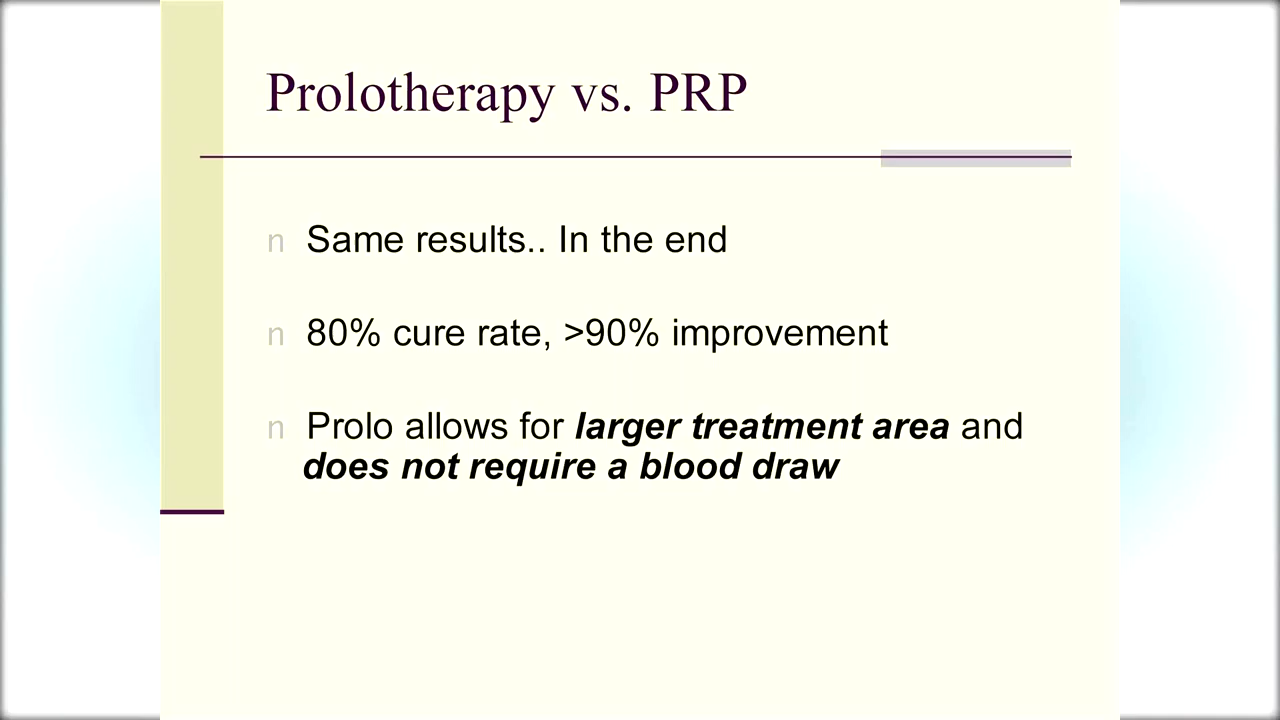 Prolotherapy vs. PRP
n Same results.. In the end
n 80% cure rate, >90% improvement
n Prolo allows for larger treatment area and
does not require a blood draw